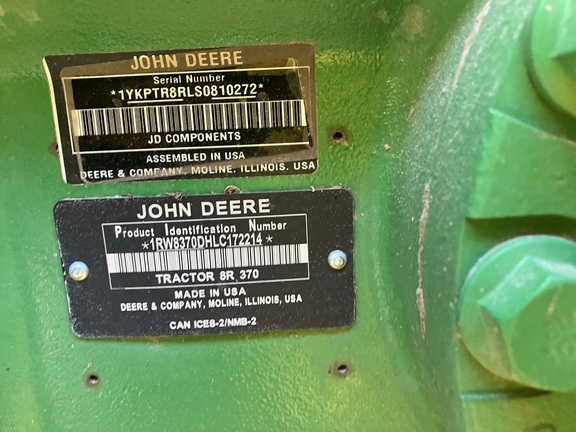 JOHN DEERE
Serial Number
*1YKPTR8RLS0810272*
JD COMPONENTS
ASSEMBLED IN USA
DEERE & COMPANY, MOLINE, ILLINOIS, USA
JOHN DEERE
Product Identification Number
*1RW8370DHLC172214*
TRACTOR 8R 370
MADE IN USA
DEERE & COMPANY, MOLINE, ILLINOIS, USA
CAN ICES-2/NMB-2